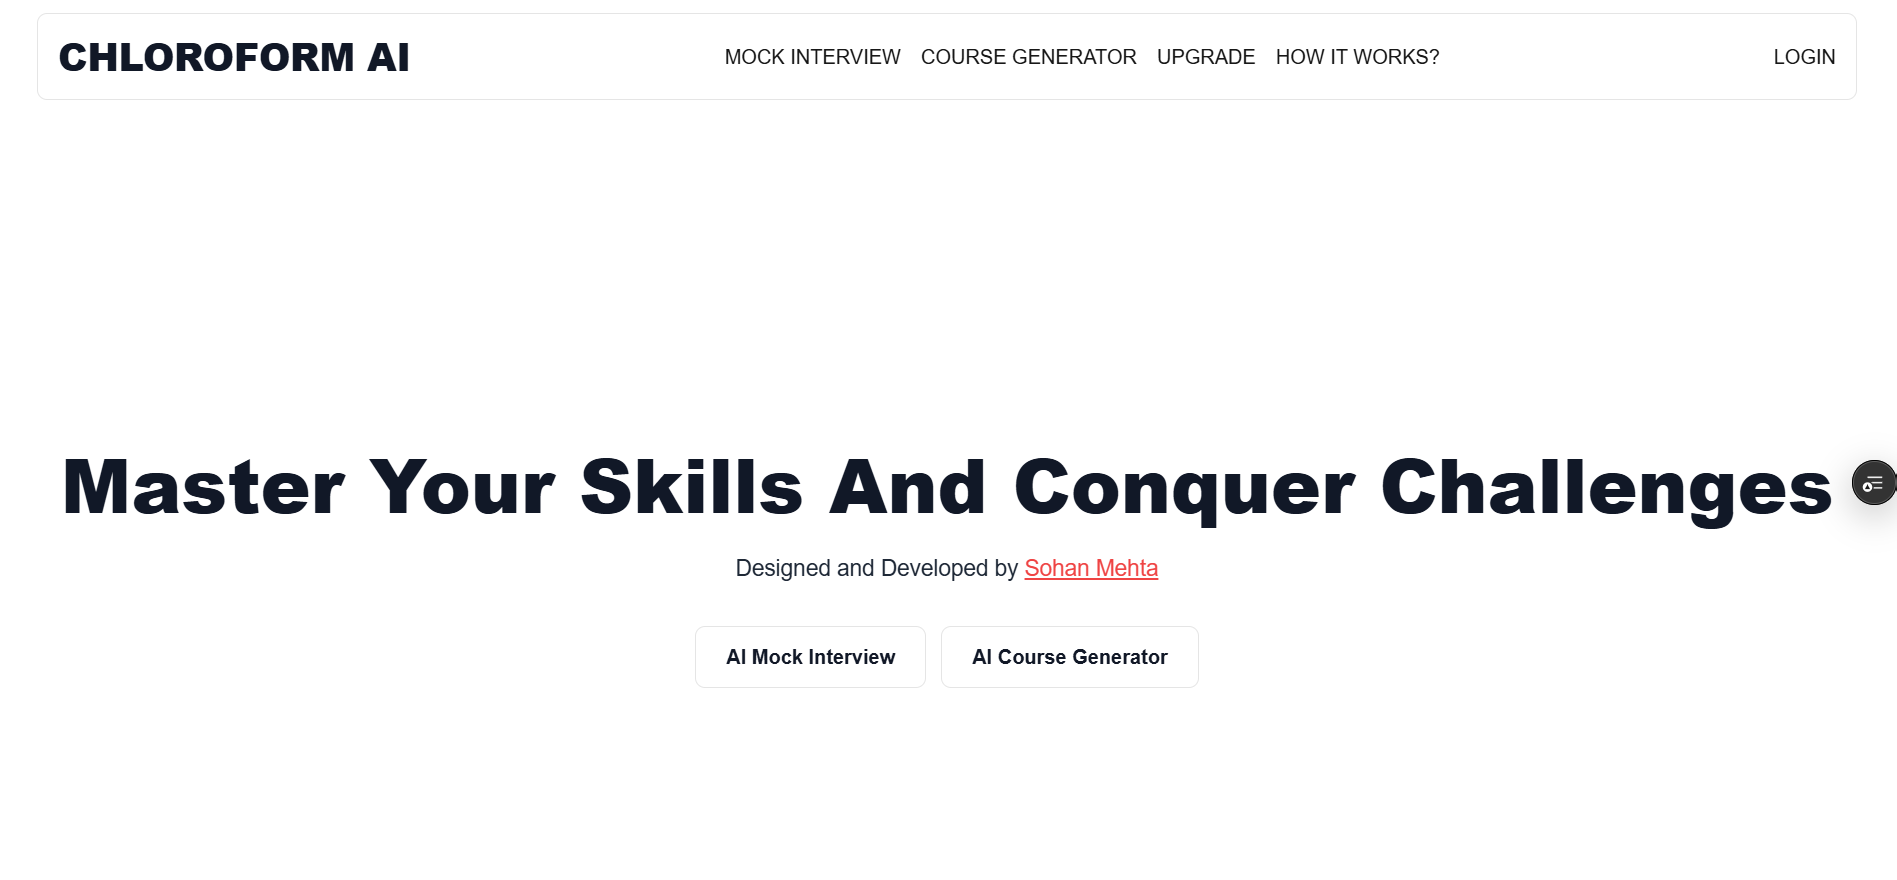 CHLOROFORM AI
MOCK INTERVIEW COURSE GENERATOR UPGRADE HOW IT WORKS?
LOGIN
Master Your Skills And Conquer Challenges
Designed and Developed by Sohan Mehta
AI Mock Interview
AI Course Generator